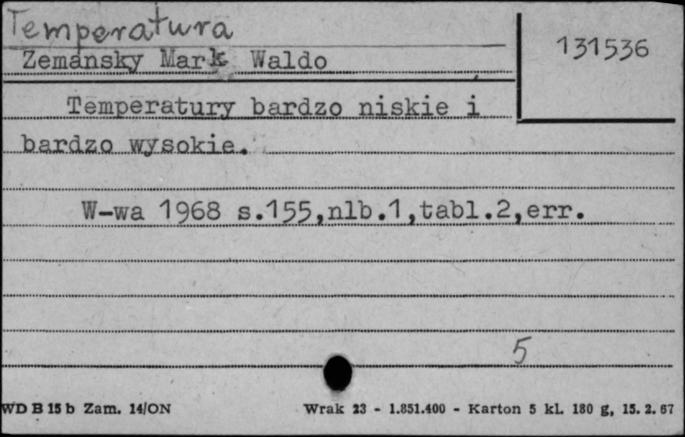 Temperatura
131536
Zemansky Mark Waldo
Temperatury bardzo niskie i
bardzo wysokie.
W-wa 1968 s.155,nlb.1,tabl.2,err.
5
WD B 15 b Zam. 14/ON
Wrak 23 - 1.851.400 - Karton 5 kl. 180 g, 15. 2. 67